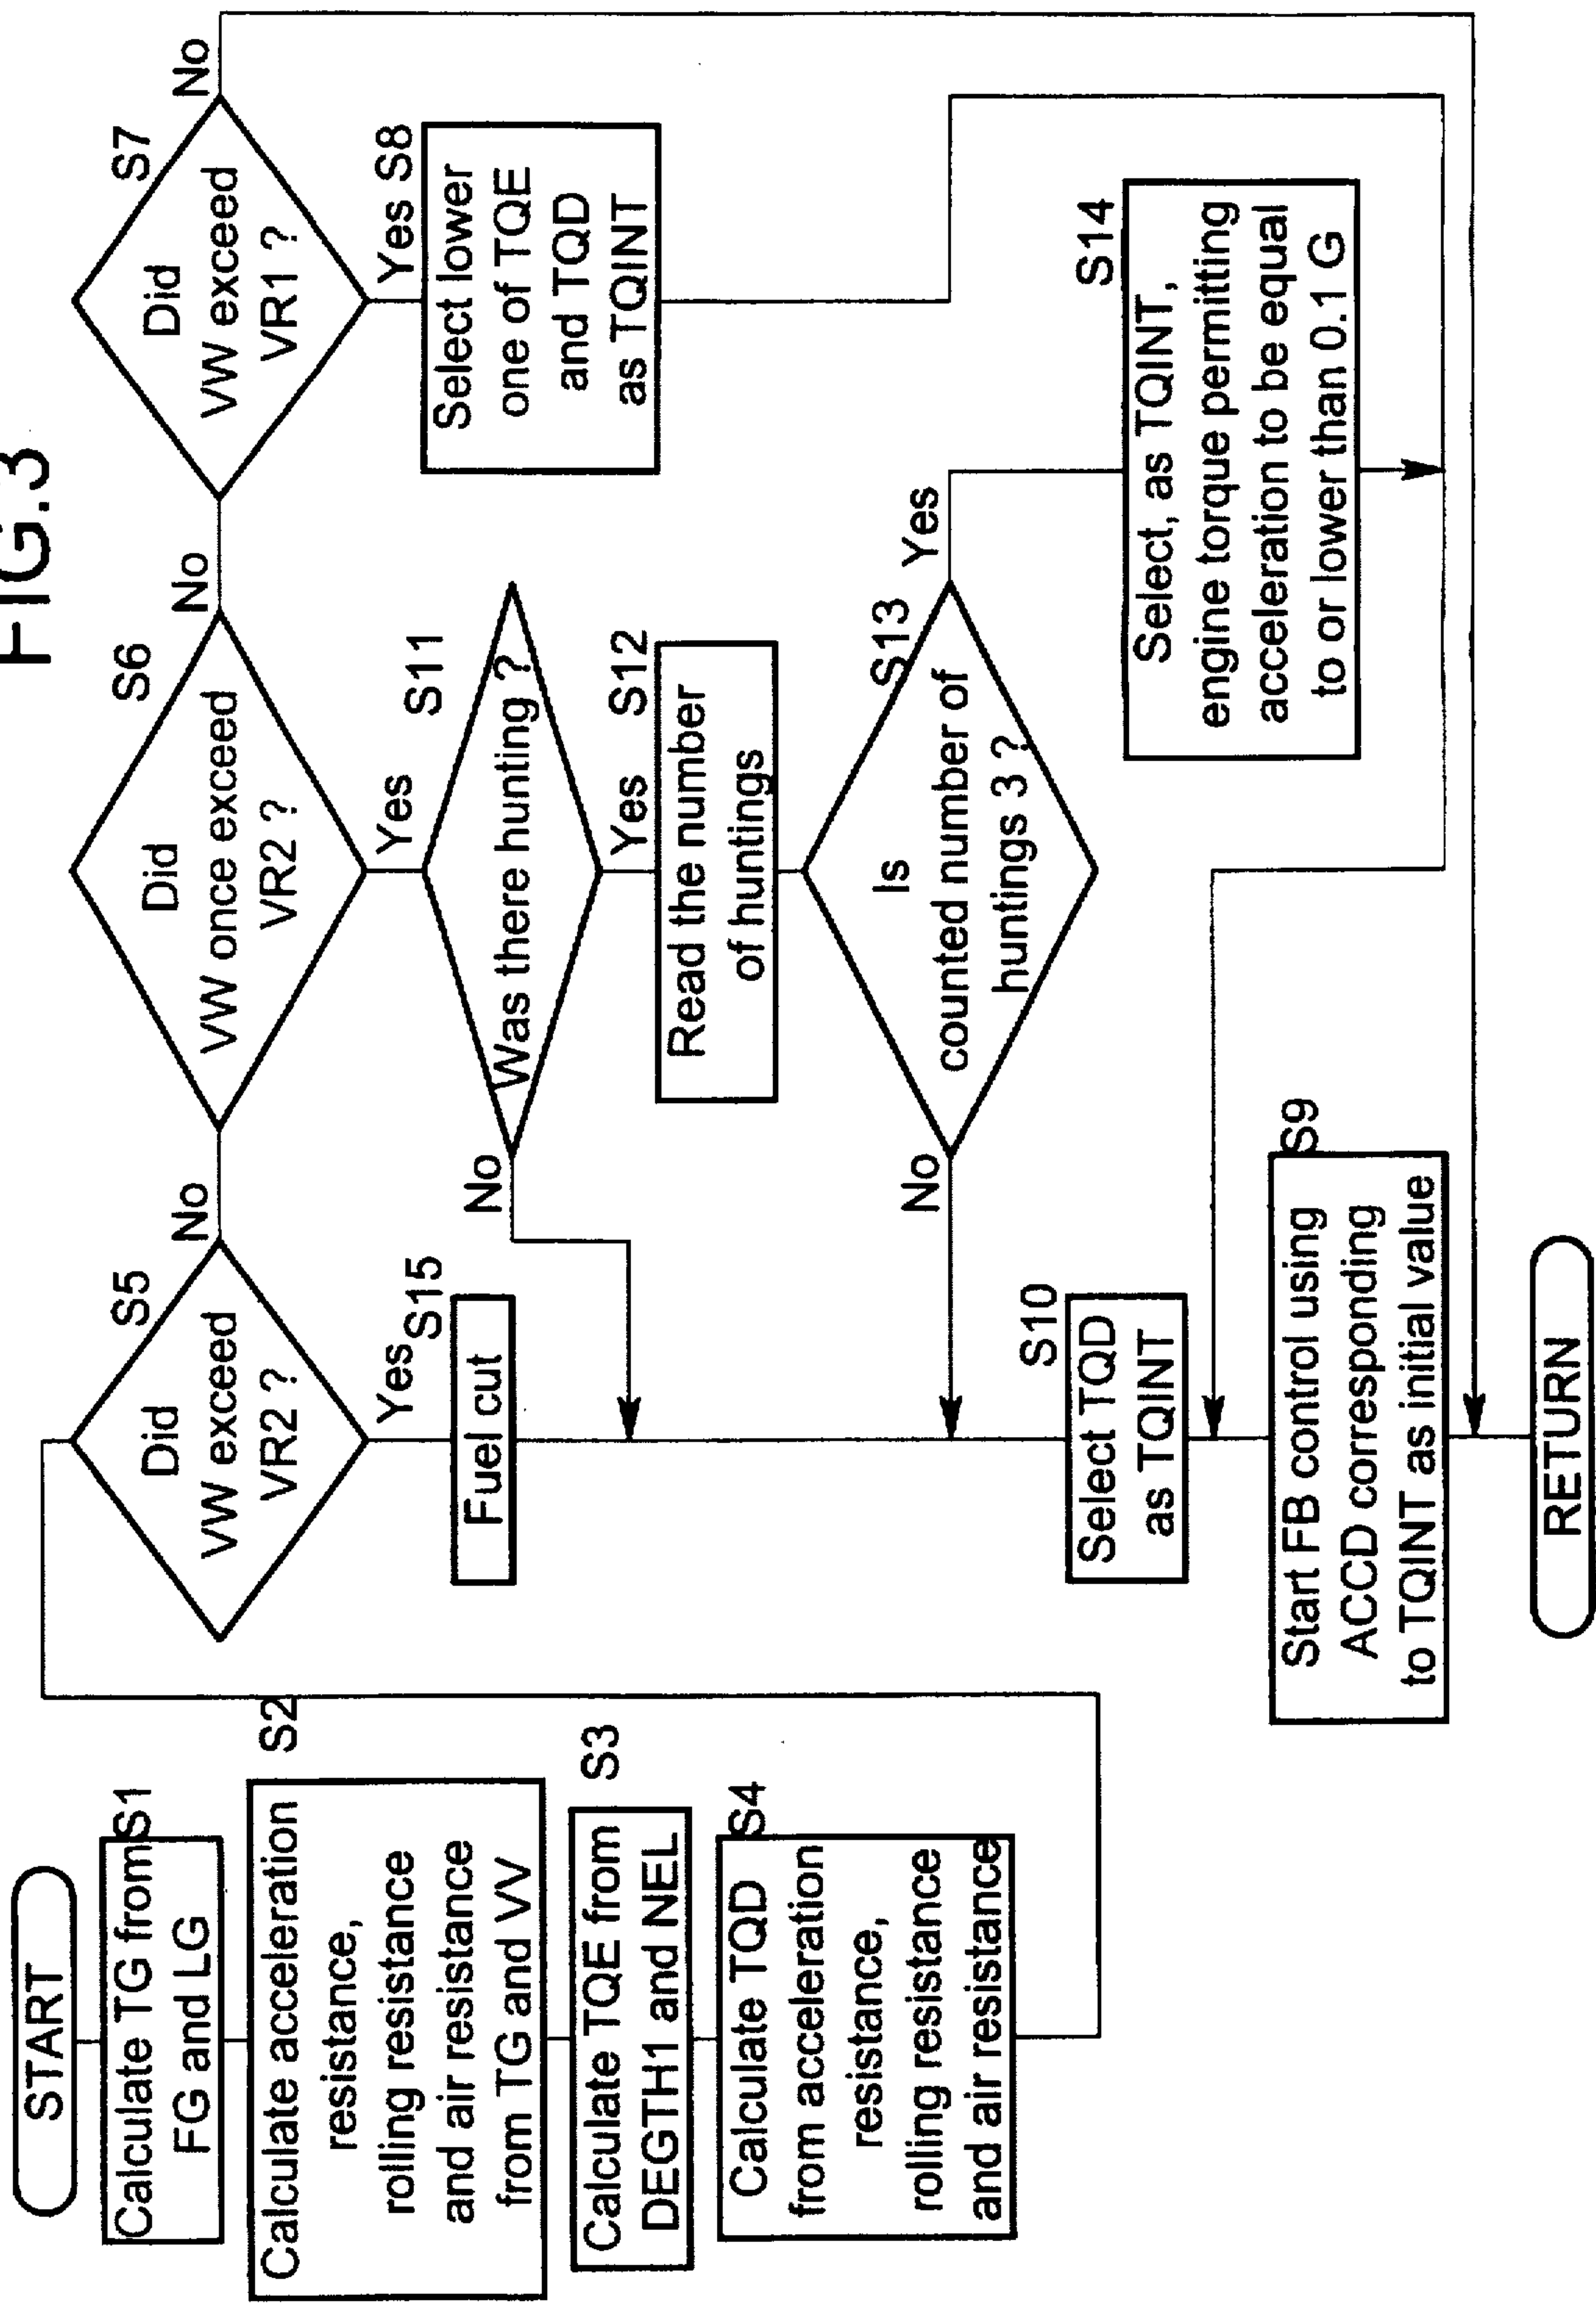 FIG.3
START
S1
Calculate TG from
FG and LG
S2
Calculate acceleration
resistance,
rolling resistance
and air resistance
from TG and VV
S3
Calculate TQE from
DEGTH1 and NEL
S4
Calculate TQD
from acceleration
resistance,
rolling resistance
and air resistance
S5
Did
VW exceed
VR2 ?
No
Yes
S15
Fuel cut
S6
Did
VW once exceed
VR2 ?
No
Yes
S11
Was there hunting ?
No
Yes
S12
Read the number
of huntings
S13
Is
counted number of
huntings 3 ?
No
Yes
S7
Did
VW exceed
VR1 ?
No
Yes S8
Select lower
one of TQE
and TQD
as TQINT
S14
Select, as TQINT,
engine torque permitting
acceleration to be equal
to or lower than 0.1 G
S10
Select TQD
as TQINT
S9
Start FB control using
ACCD corresponding
to TQINT as initial value
RETURN